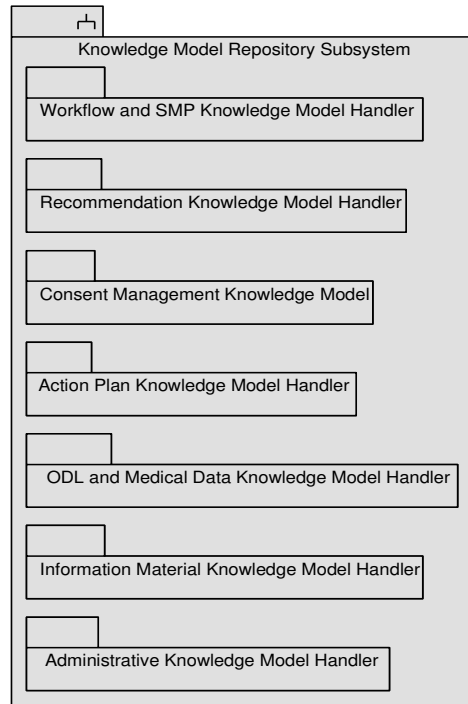 Knowledge Model Repository Subsystem
Workflow and SMP Knowledge Model Handler
Recommendation Knowledge Model Handler
Consent Management Knowledge Model
Action Plan Knowledge Model Handler
ODL and Medical Data Knowledge Model Handler
Information Material Knowledge Model Handler
Administrative Knowledge Model Handler